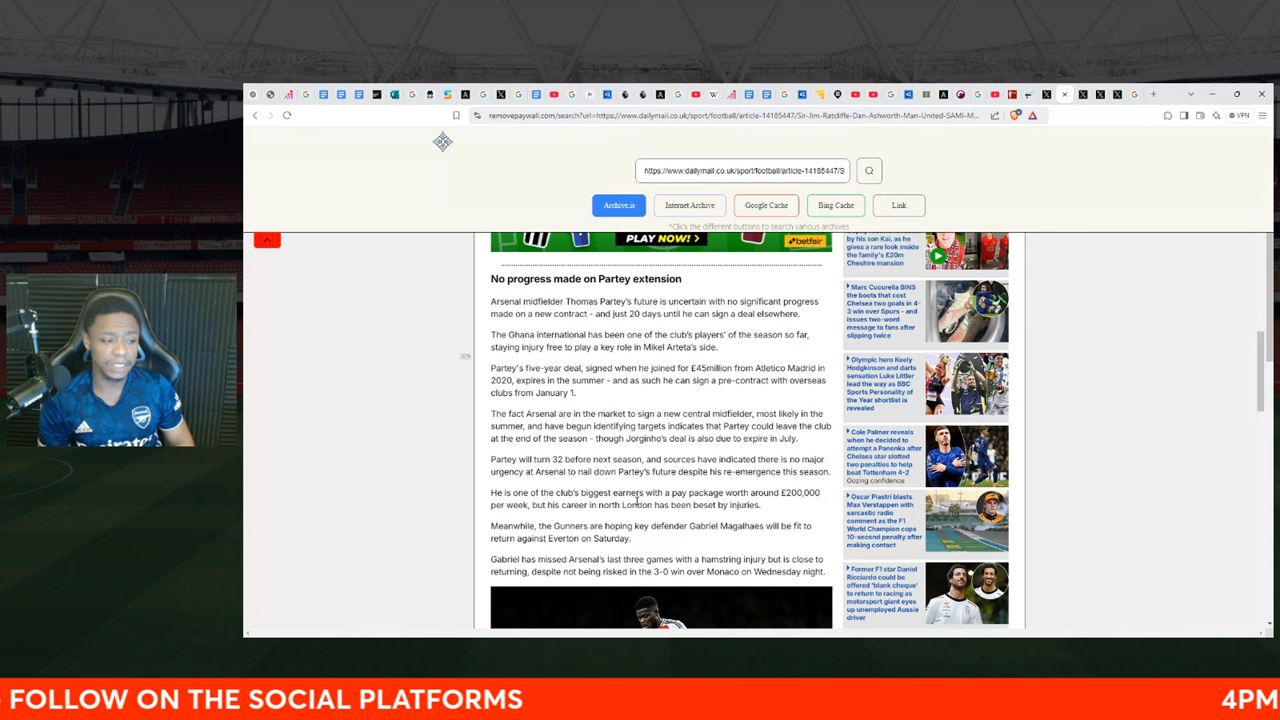 removepaywall.com/search?url=https://www.dailymail.co.uk/sport/football/article-14185447/Sir-Jim-Ratcliffe-Dan-Ashworth-Man-United-SAMI-M...
VPN
https://www.dailymail.co.uk/sport/football/article-14185447/S
Archive.is
Internet Archive
Google Cache
Bing Cache
Link
*Click the different buttons to search various archives
PLAY NOW! >
betfair
No progress made on Partey extension
Arsenal midfielder Thomas Partey's future is uncertain with no significant progress
made on a new contract - and just 20 days until he can sign a deal elsewhere.
The Ghana international has been one of the club's players' of the season so far,
staying injury free to play a key role in Mikel Arteta's side.
Partey's five-year deal, signed when he joined for £45million from Atletico Madrid in
2020, expires in the summer - and as such he can sign a pre-contract with overseas
clubs from January 1.
The fact Arsenal are in the market to sign a new central midfielder, most likely in the
summer, and have begun identifying targets indicates that Partey could leave the club
at the end of the season - though Jorginho's deal is also due to expire in July.
Partey will turn 32 before next season, and sources have indicated there is no major
urgency at Arsenal to nail down Partey's future despite his re-emergence this season.
He is one of the club's biggest earners with a pay package worth around £200,000
per week, but his career in north London has been beset by injuries.
Meanwhile, the Gunners are hoping key defender Gabriel Magalhaes will be fit to
return against Everton on Saturday.
Gabriel has missed Arsenal's last three games with a hamstring injury but is close to
returning, despite not being risked in the 3-0 win over Monaco on Wednesday night.
by his son Kai, as he
gives a rare look inside
the family's £20m
Cheshire mansion
Marc Cucurella BINS
the boots that cost
Chelsea two goals in 4-
3 win over Spurs - and
issues two-word
message to fans after
slipping twice
Olympic hero Keely
Hodgkinson and darts
sensation Luke Littler
lead the way as BBC
Sports Personality of
the Year shortlist is
revealed
Cole Palmer reveals
when he decided to
attempt a Panenka after
Chelsea star slotted
two penalties to help
beat Tottenham 4-2
Oozing confidence
Oscar Piastri blasts
Max Verstappen with
sarcastic radio
comment as the F1
World Champion cops
10-second penalty after
making contact
Former F1 star Daniel
Ricciardo could be
offered 'blank cheque'
to return to racing as
motorsport giant eyes
up unemployed Aussie
driver
FOLLOW ON THE SOCIAL PLATFORMS
4PM